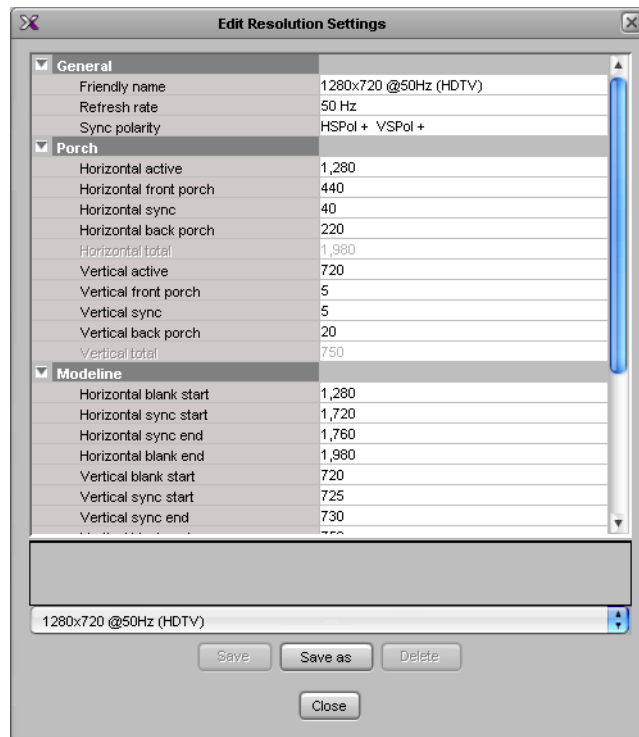 Edit Resolution Settings
General
Friendly name 1280x720 @50Hz (HDTV)
Refresh rate 50 Hz
Sync polarity HSPol + VSPol +
Porch
Horizontal active 1,280
Horizontal front porch 440
Horizontal sync 40
Horizontal back porch 220
Horizontal total 1,980
Vertical active 720
Vertical front porch 5
Vertical sync 5
Vertical back porch 20
Vertical total 750
Modeline
Horizontal blank start 1,280
Horizontal sync start 1,720
Horizontal sync end 1,760
Horizontal blank end 1,980
Vertical blank start 720
Vertical sync start 725
Vertical sync end 730
1280x720 @50Hz (HDTV)
Save Save as Delete
Close